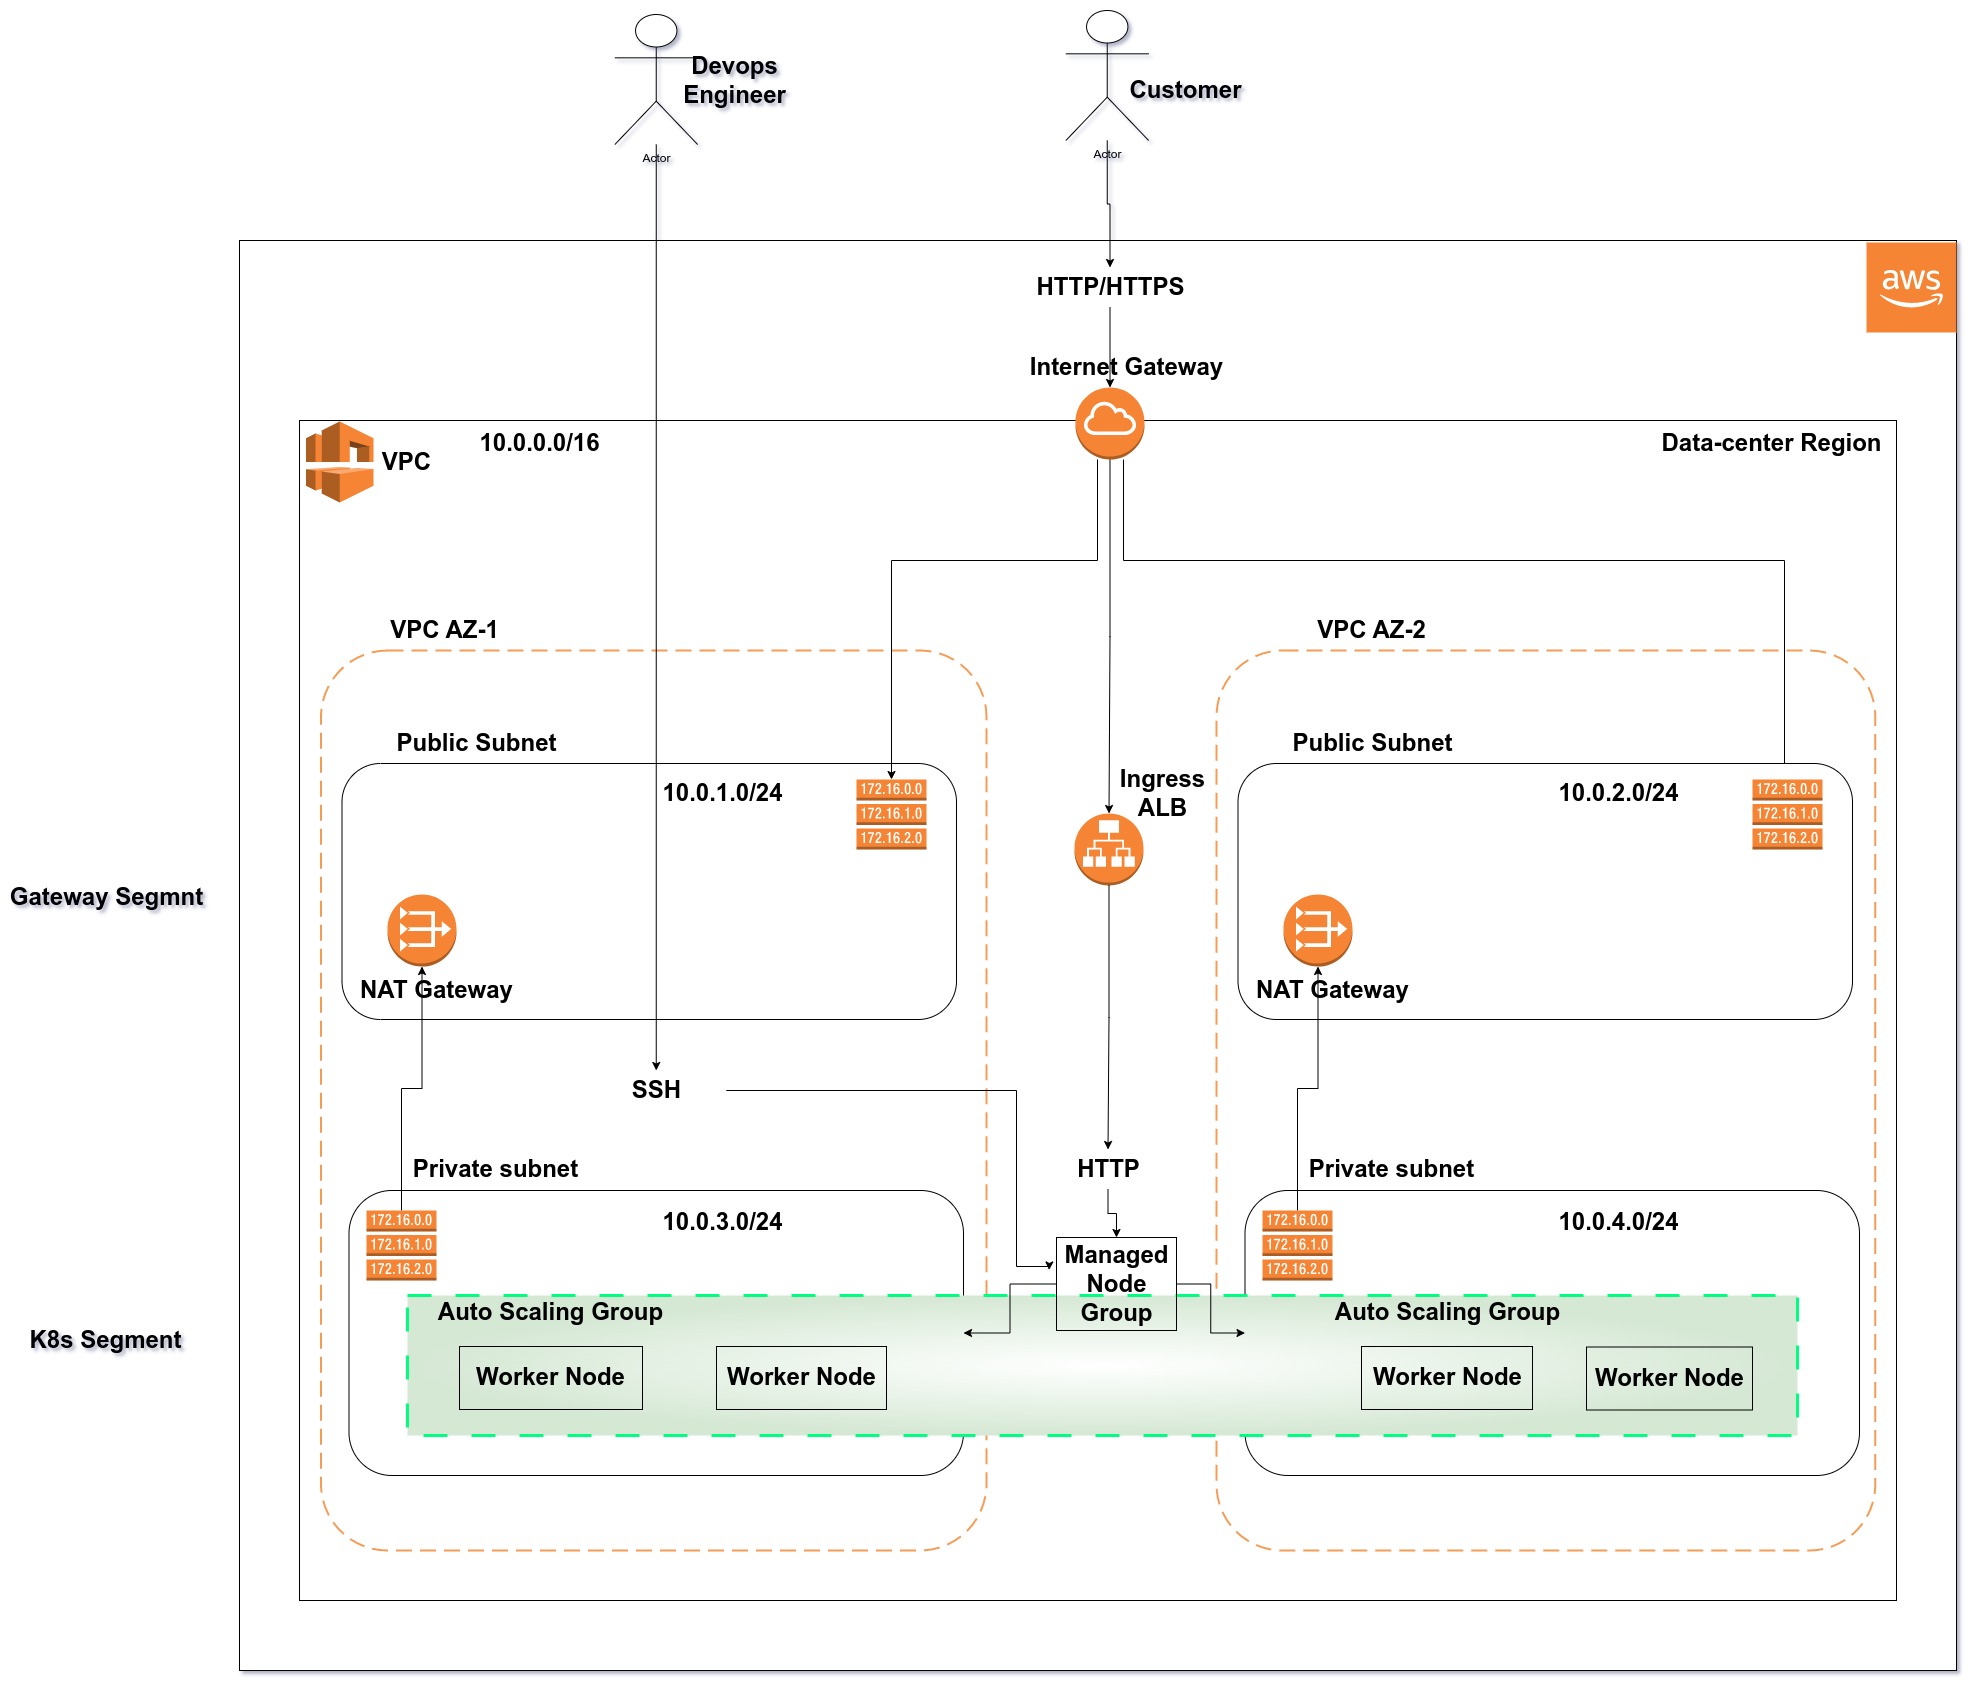 Devops
Engineer
Actor
Customer
Actor
HTTP/HTTPS
aws
Internet Gateway
VPC
10.0.0.0/16
Data-center Region
VPC AZ-1
VPC AZ-2
Public Subnet
Public Subnet
10.0.1.0/24
172.16.0.0
172.16.1.0
172.16.2.0
Ingress
ALB
10.0.2.0/24
172.16.0.0
172.16.1.0
172.16.2.0
Gateway Segmnt
NAT Gateway
NAT Gateway
SSH
Private subnet
HTTP
Private subnet
172.16.0.0
172.16.1.0
172.16.2.0
10.0.3.0/24
Managed
Node
Group
172.16.0.0
172.16.1.0
172.16.2.0
10.0.4.0/24
Auto Scaling Group
Auto Scaling Group
K8s Segment
Worker Node
Worker Node
Worker Node
Worker Node